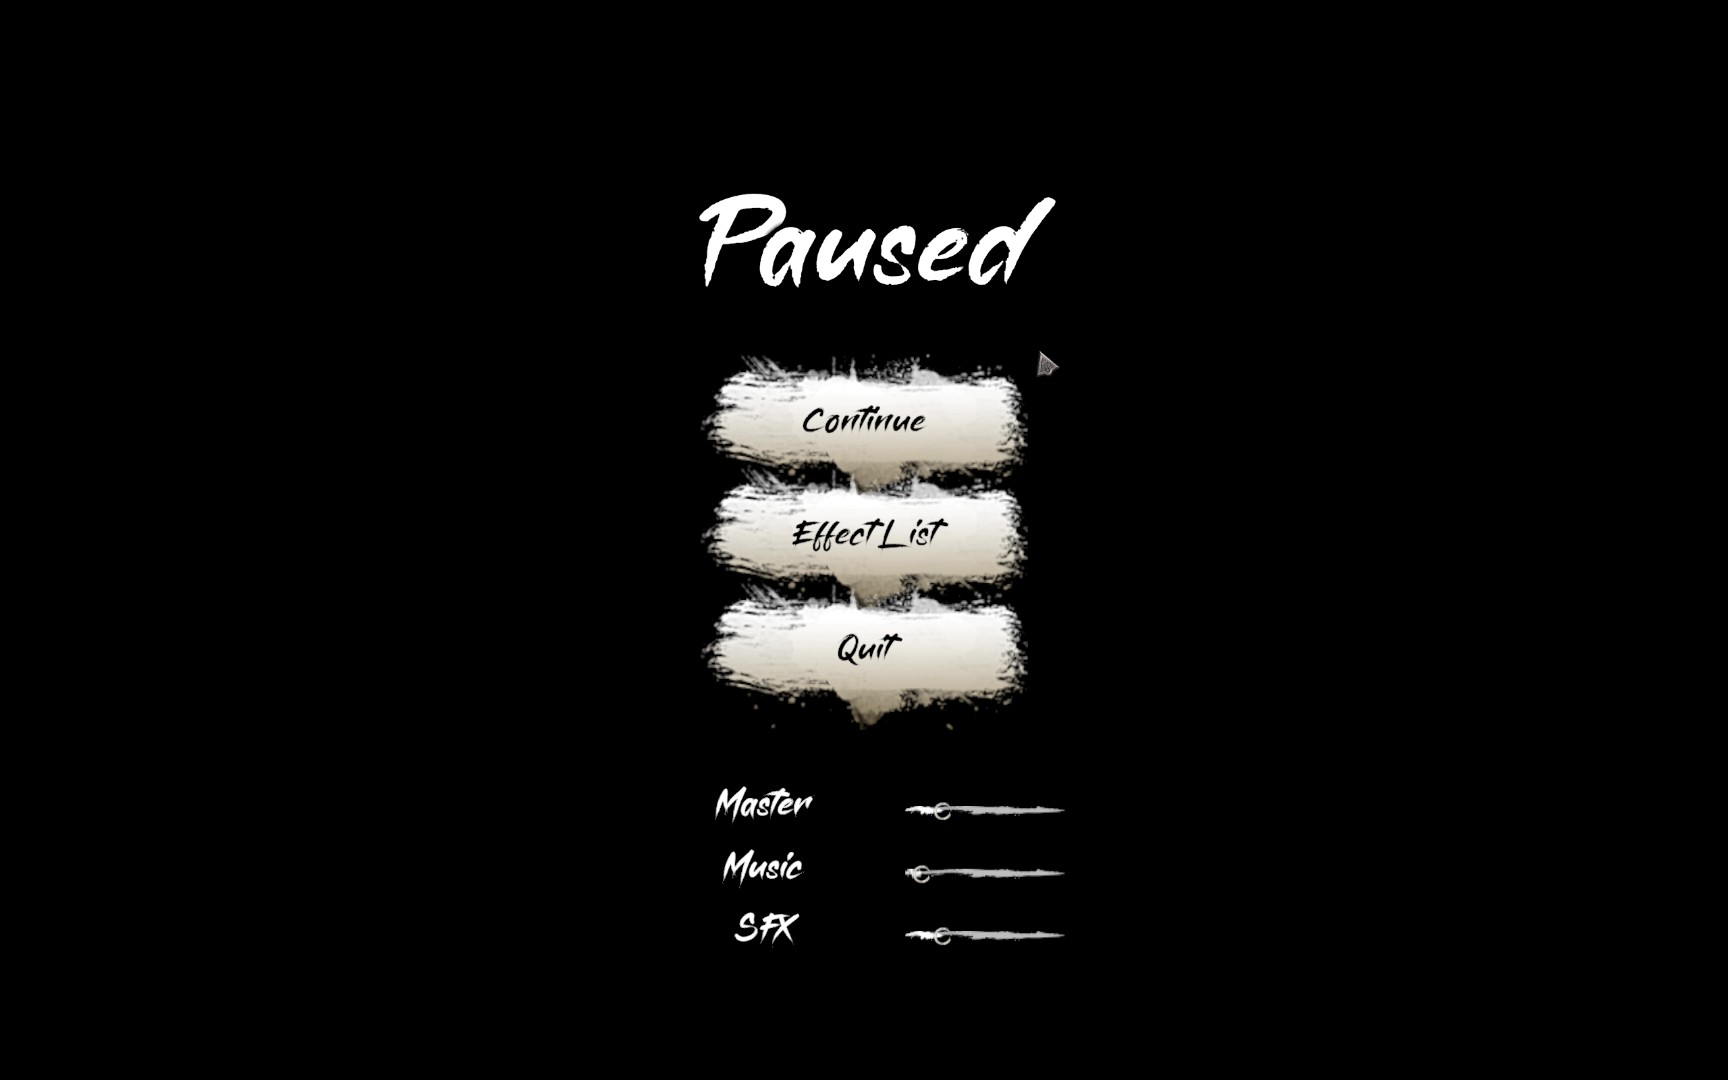 Paused
Continue
Effect List
Quit
Master
Music
SFX